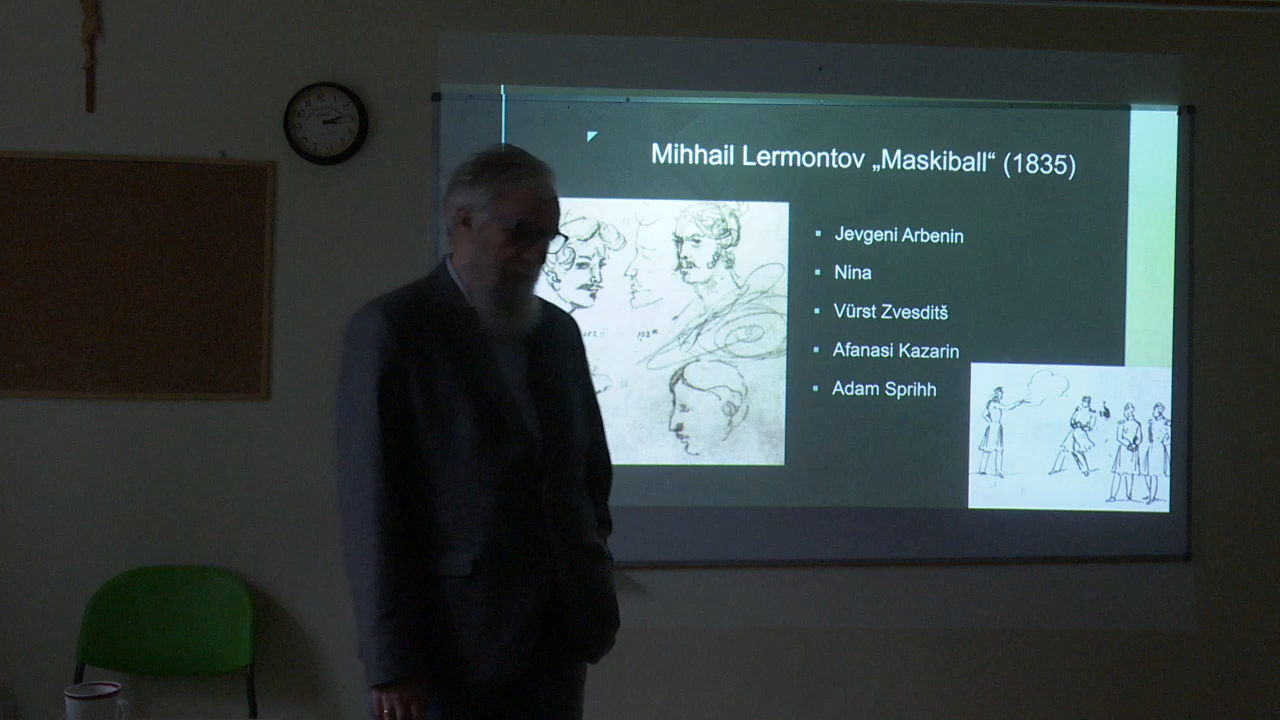 Mihhail Lermontov „Maskiball“ (1835)
Jevgeni Arbenin
Nina
Vürst Zvesditš
Afanasi Kazarin
Adam Sprihh